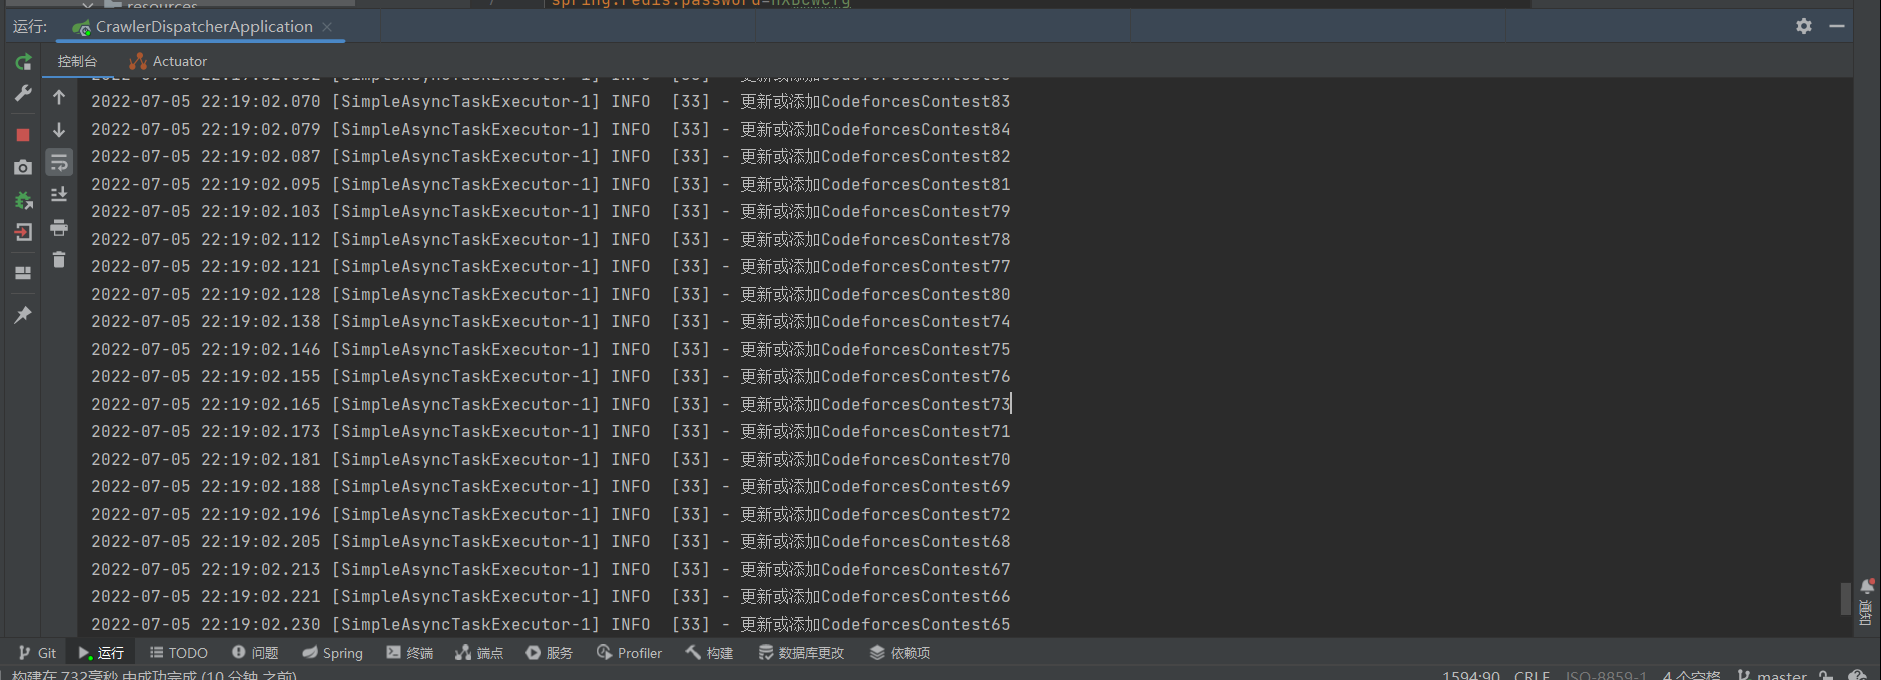 resources
运行: CrawlerDispatcherApplication
控制台 Actuator
2022-07-05 22:19:02.070 [SimpleAsyncTaskExecutor-1] INFO  [33] - 更新或添加CodeforcesContest83
2022-07-05 22:19:02.079 [SimpleAsyncTaskExecutor-1] INFO  [33] - 更新或添加CodeforcesContest84
2022-07-05 22:19:02.087 [SimpleAsyncTaskExecutor-1] INFO  [33] - 更新或添加CodeforcesContest82
2022-07-05 22:19:02.095 [SimpleAsyncTaskExecutor-1] INFO  [33] - 更新或添加CodeforcesContest81
2022-07-05 22:19:02.103 [SimpleAsyncTaskExecutor-1] INFO  [33] - 更新或添加CodeforcesContest79
2022-07-05 22:19:02.112 [SimpleAsyncTaskExecutor-1] INFO  [33] - 更新或添加CodeforcesContest78
2022-07-05 22:19:02.121 [SimpleAsyncTaskExecutor-1] INFO  [33] - 更新或添加CodeforcesContest77
2022-07-05 22:19:02.128 [SimpleAsyncTaskExecutor-1] INFO  [33] - 更新或添加CodeforcesContest80
2022-07-05 22:19:02.138 [SimpleAsyncTaskExecutor-1] INFO  [33] - 更新或添加CodeforcesContest74
2022-07-05 22:19:02.146 [SimpleAsyncTaskExecutor-1] INFO  [33] - 更新或添加CodeforcesContest75
2022-07-05 22:19:02.155 [SimpleAsyncTaskExecutor-1] INFO  [33] - 更新或添加CodeforcesContest76
2022-07-05 22:19:02.165 [SimpleAsyncTaskExecutor-1] INFO  [33] - 更新或添加CodeforcesContest73
2022-07-05 22:19:02.173 [SimpleAsyncTaskExecutor-1] INFO  [33] - 更新或添加CodeforcesContest71
2022-07-05 22:19:02.181 [SimpleAsyncTaskExecutor-1] INFO  [33] - 更新或添加CodeforcesContest70
2022-07-05 22:19:02.188 [SimpleAsyncTaskExecutor-1] INFO  [33] - 更新或添加CodeforcesContest69
2022-07-05 22:19:02.196 [SimpleAsyncTaskExecutor-1] INFO  [33] - 更新或添加CodeforcesContest72
2022-07-05 22:19:02.205 [SimpleAsyncTaskExecutor-1] INFO  [33] - 更新或添加CodeforcesContest68
2022-07-05 22:19:02.213 [SimpleAsyncTaskExecutor-1] INFO  [33] - 更新或添加CodeforcesContest67
2022-07-05 22:19:02.221 [SimpleAsyncTaskExecutor-1] INFO  [33] - 更新或添加CodeforcesContest66
2022-07-05 22:19:02.230 [SimpleAsyncTaskExecutor-1] INFO  [33] - 更新或添加CodeforcesContest65
通知
Git 运行 TODO 问题 Spring 终端 端点 服务 Profiler 构建 数据库更改 依赖项
构建在 732毫秒 中成功完成 (10 分钟 之前) 1594:90 CRLF ISO-8859-1 4 个空格 master